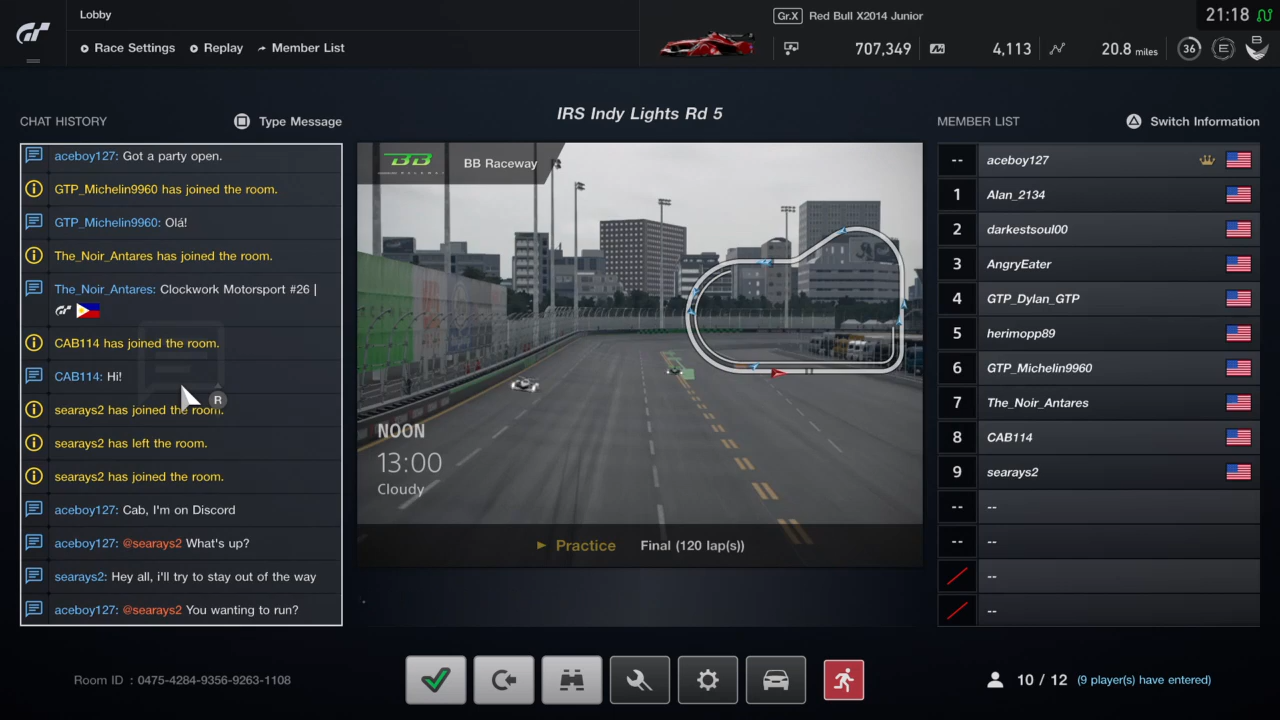 Lobby
Race Settings
Replay
Member List
Gr.X
Red Bull X2014 Junior
21:18
707,349
4,113
20.8 miles
36
E
B
CHAT HISTORY
Type Message
IRS Indy Lights Rd 5
MEMBER LIST
Switch Information
aceboy127: Got a party open.
GTP_Michelin9960 has joined the room.
GTP_Michelin9960: Olá!
The_Noir_Antares has joined the room.
The_Noir_Antares: Clockwork Motorsport #26 |
CAB114 has joined the room.
CAB114: Hi!
R
searays2 has joined the room.
searays2 has left the room.
searays2 has joined the room.
aceboy127: Cab, I'm on Discord
aceboy127: @searays2 What's up?
searays2: Hey all, i'll try to stay out of the way
aceboy127: @searays2 You wanting to run?
BB
BB Raceway
NOON
13:00
Cloudy
Practice
Final (120 lap(s))
-- aceboy127
1 Alan_2134
2 darkestsoul00
3 AngryEater
4 GTP_Dylan_GTP
5 herimopp89
6 GTP_Michelin9960
7 The_Noir_Antares
8 CAB114
9 searays2
-- --
-- --
--
--
Room ID : 0475-4284-9356-9263-1108
10 / 12
(9 player(s) have entered)